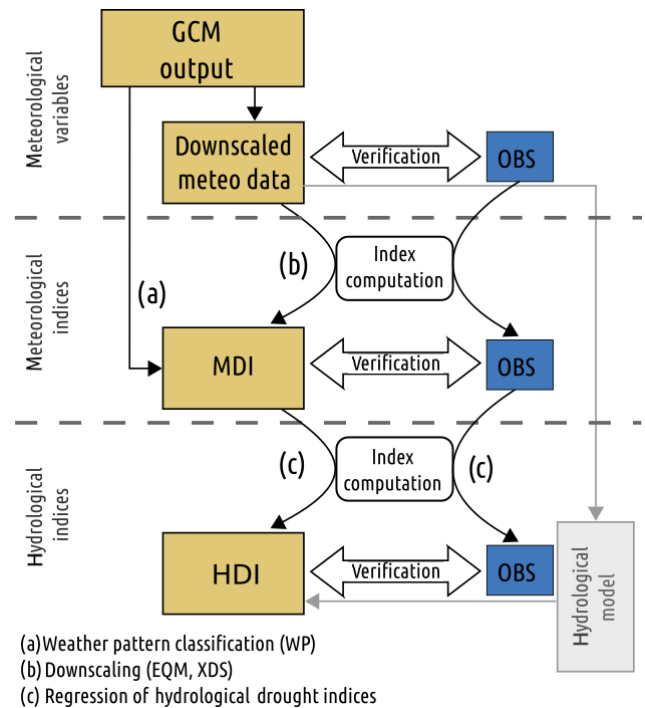 GCM
output
Meteorological
variables
Downscaled
meteo data
Verification
OBS
(a)
(b)
Index
computation
Meteorological
indices
MDI
Verification
OBS
(c)
Index
computation
(c)
Hydrological
indices
HDI
Verification
OBS
Hydrological
model
(a)Weather pattern classification (WP)
(b) Downscaling (EQM, XDS)
(c) Regression of hydrological drought indices